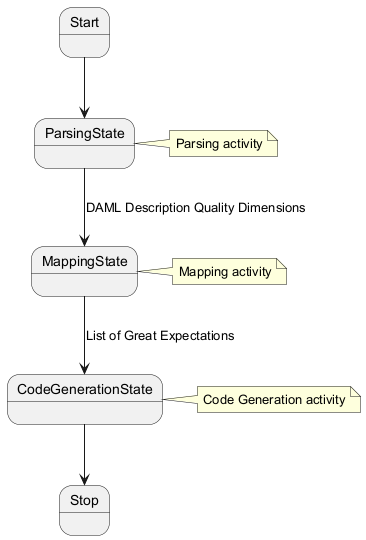 Start
ParsingState
Parsing activity
DAML Description Quality Dimensions
MappingState
Mapping activity
List of Great Expectations
CodeGenerationState
Code Generation activity
Stop